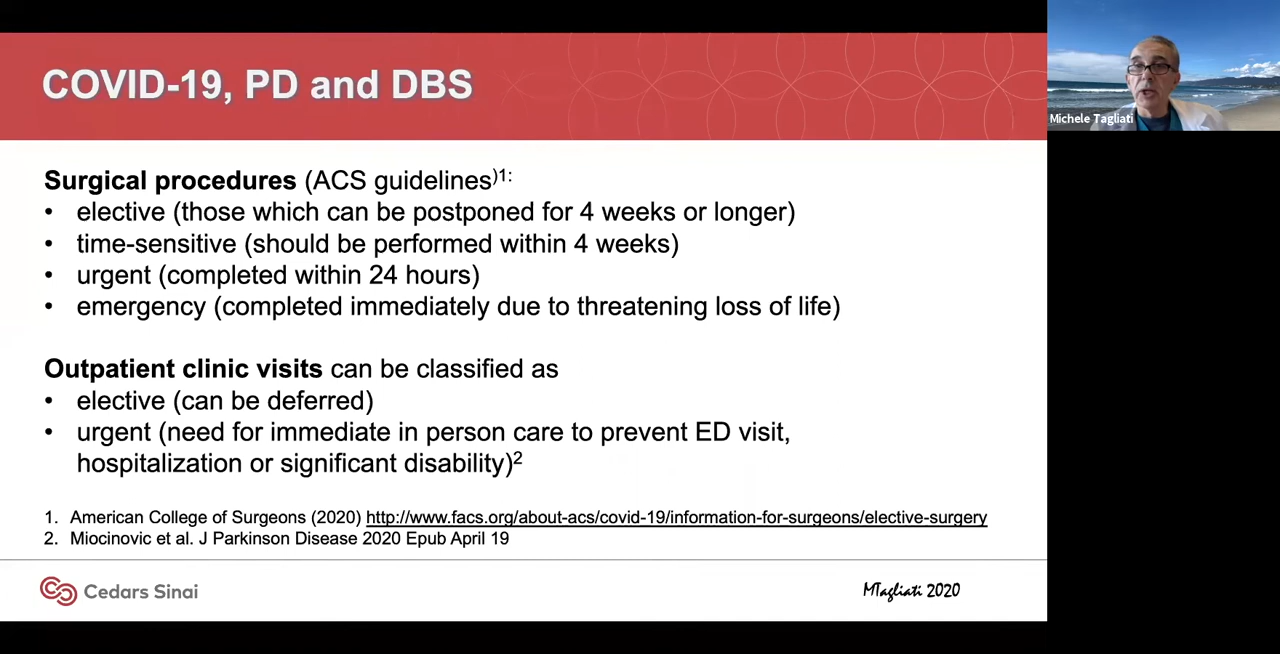 COVID-19, PD and DBS
Michele Tagliati
Surgical procedures (ACS guidelines)1:
• elective (those which can be postponed for 4 weeks or longer)
• time-sensitive (should be performed within 4 weeks)
• urgent (completed within 24 hours)
• emergency (completed immediately due to threatening loss of life)
Outpatient clinic visits can be classified as
• elective (can be deferred)
• urgent (need for immediate in person care to prevent ED visit,
hospitalization or significant disability)2
1. American College of Surgeons (2020) http://www.facs.org/about-acs/covid-19/information-for-surgeons/elective-surgery
2. Miocinovic et al. J Parkinson Disease 2020 Epub April 19
Cedars Sinai
MTagliati 2020